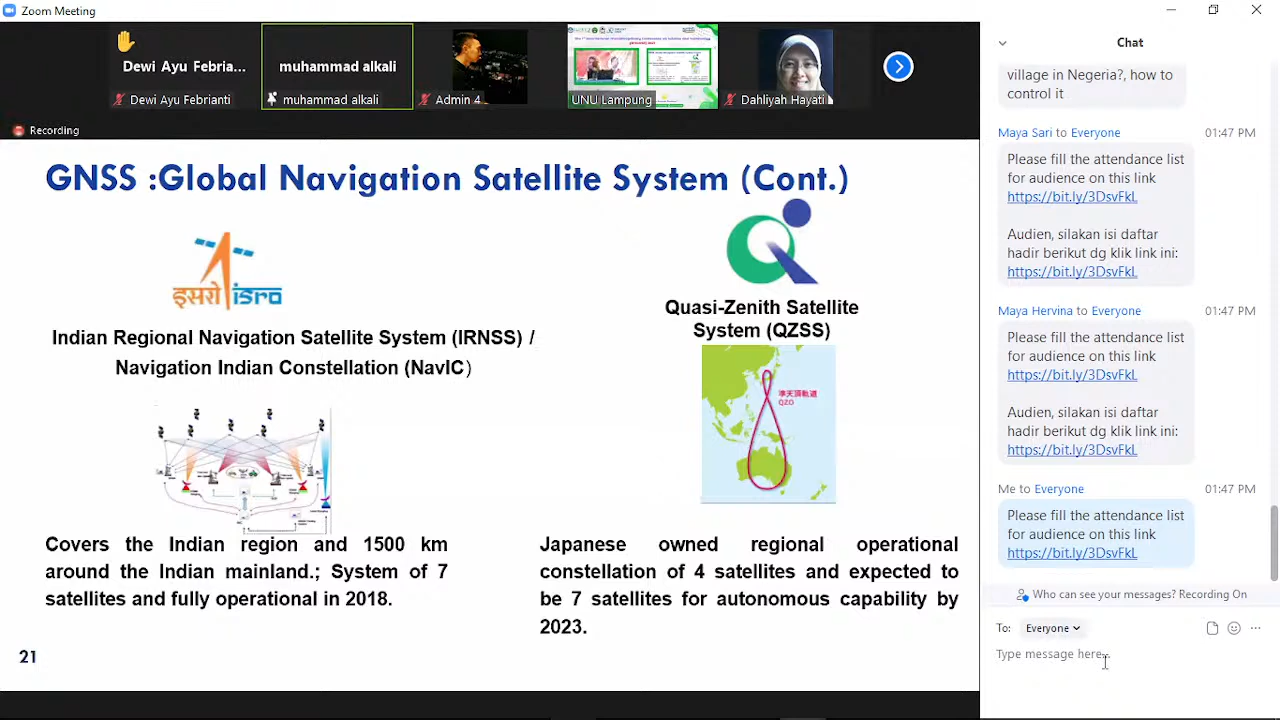 Zoom Meeting
Dewi Ayu Febria...
Dewi Ayu Febrianti
muhammad alkali
muhammad alkali
Admin 4
UNU Lampung
Dahliyah Hayati
Recording
GNSS :Global Navigation Satellite System (Cont.)
इसरो isro
Indian Regional Navigation Satellite System (IRNSS) /
Navigation Indian Constellation (NavIC)
Quasi-Zenith Satellite
System (QZSS)
準天頂軌道
QZO
Covers the Indian region and 1500 km
around the Indian mainland.; System of 7
satellites and fully operational in 2018.
Japanese owned regional operational
constellation of 4 satellites and expected to
be 7 satellites for autonomous capability by
2023.
21
control it
Maya Sari to Everyone 01:47 PM
Please fill the attendance list
for audience on this link
https://bit.ly/3DsvFkL
Audien, silakan isi daftar
hadir berikut dg klik link ini:
https://bit.ly/3DsvFkL
Maya Hervina to Everyone 01:47 PM
Please fill the attendance list
for audience on this link
https://bit.ly/3DsvFkL
Audien, silakan isi daftar
hadir berikut dg klik link ini:
https://bit.ly/3DsvFkL
Me to Everyone 01:47 PM
Please fill the attendance list
for audience on this link
https://bit.ly/3DsvFkL
Who can see your messages? Recording On
To: Everyone
Type message here...